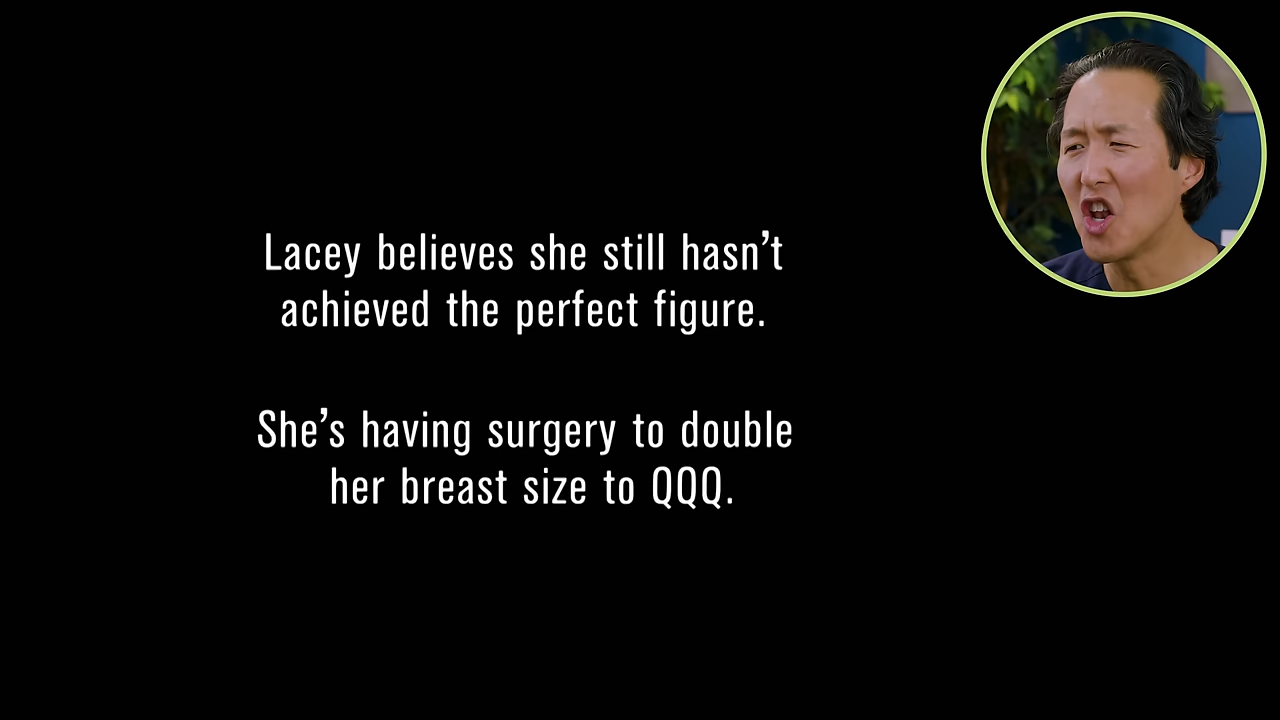 Lacey believes she still hasn’t
achieved the perfect figure.
She’s having surgery to double
her breast size to QQQ.